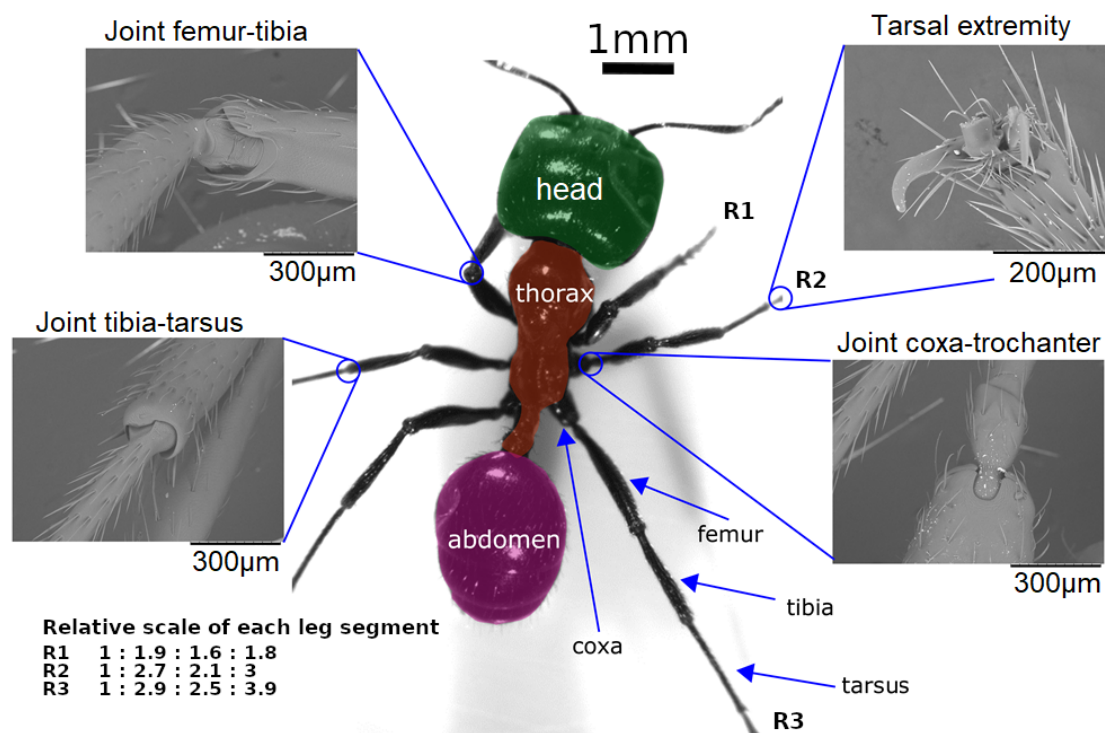 Joint femur-tibia
1mm
Tarsal extremity
head
R1
300µm
thorax
R2
200µm
Joint tibia-tarsus
Joint coxa-trochanter
abdomen
femur
300µm
300µm
tibia
coxa
tarsus
R3
Relative scale of each leg segment
R1 1 : 1.9 : 1.6 : 1.8
R2 1 : 2.7 : 2.1 : 3
R3 1 : 2.9 : 2.5 : 3.9